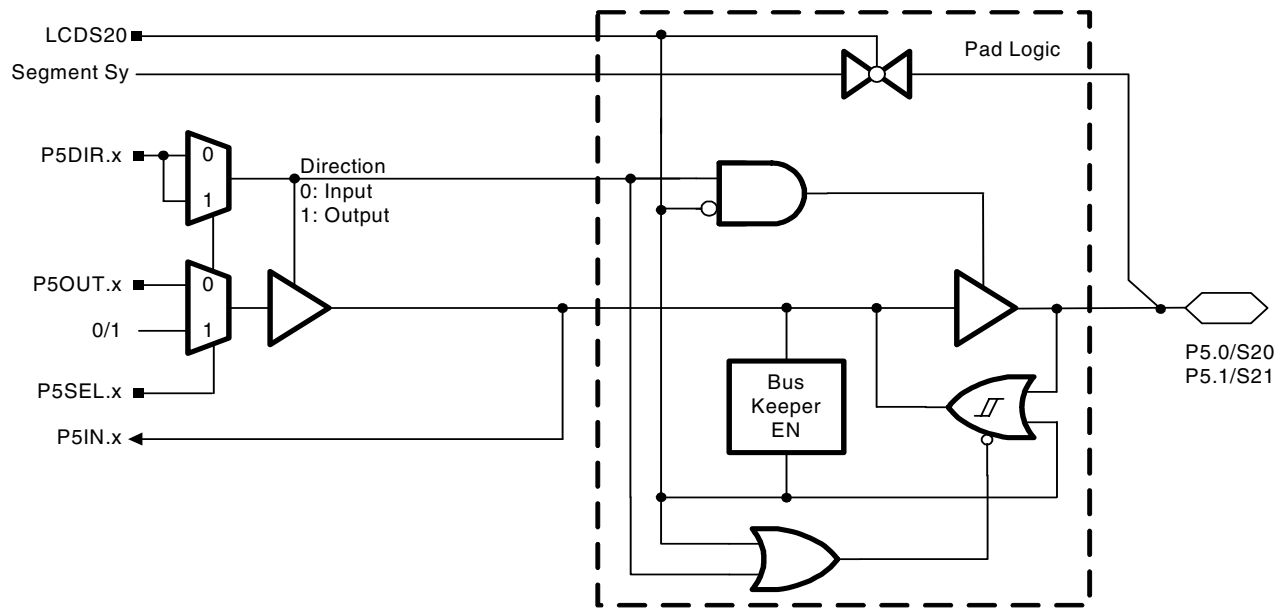 LCDS20
Pad Logic
Segment Sy
P5DIR.x
0
1
Direction
0: Input
1: Output
P5OUT.x
0
0/1
1
P5SEL.x
P5IN.x
Bus
Keeper
EN
P5.0/S20
P5.1/S21